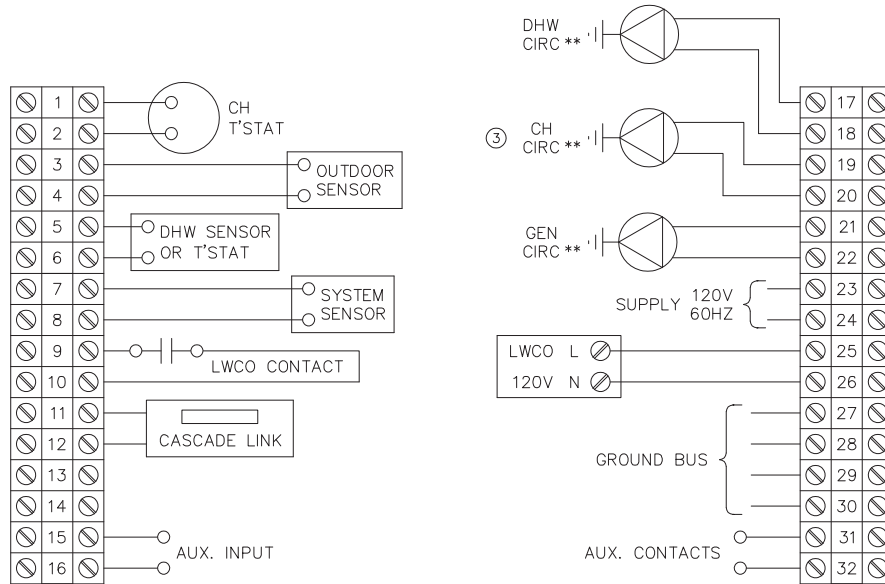 1
2
3
4
5
6
7
8
9
10
11
12
13
14
15
16
CH
T'STAT
OUTDOOR
SENSOR
DHW SENSOR
OR T'STAT
SYSTEM
SENSOR
LWCO CONTACT
CASCADE LINK
AUX. INPUT
DHW
CIRC **
3 CH
CIRC **
GEN
CIRC **
SUPPLY 120V
60HZ
LWCO L
120V N
GROUND BUS
AUX. CONTACTS
17
18
19
20
21
22
23
24
25
26
27
28
29
30
31
32